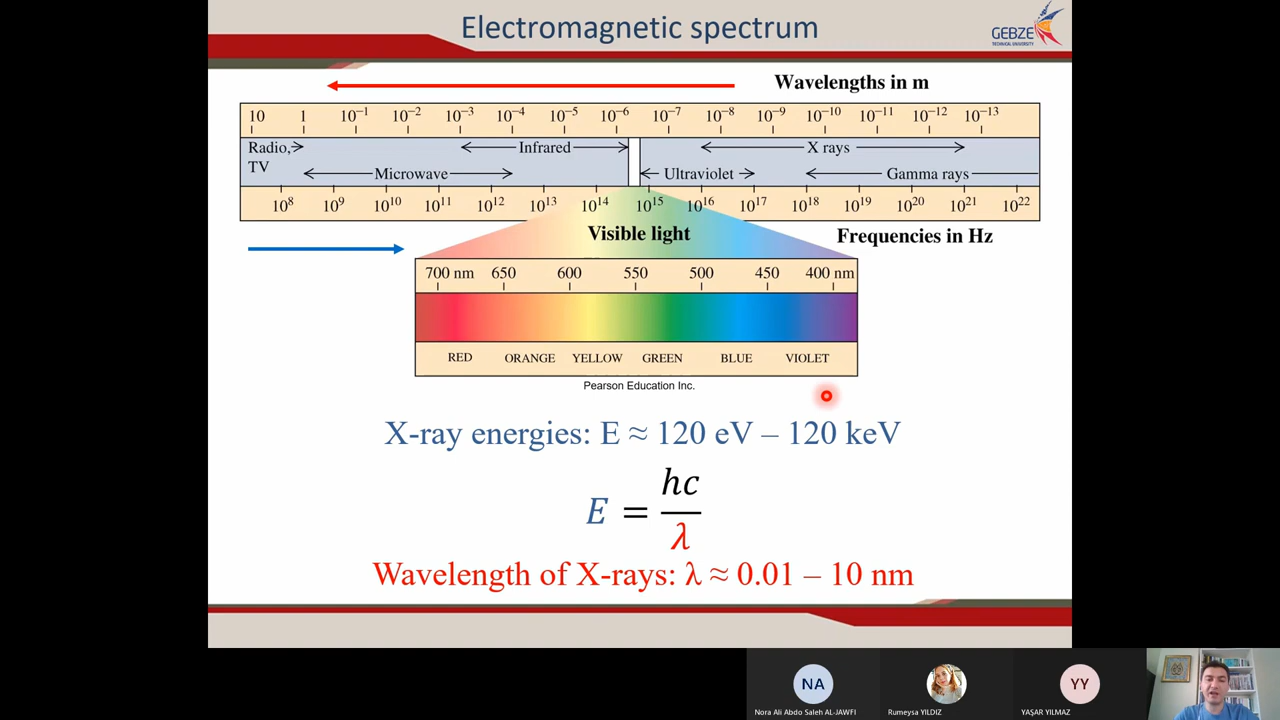 Electromagnetic spectrum
GEBZE
TECHNICAL UNIVERSITY
Wavelengths in m
10 1 10⁻¹ 10⁻² 10⁻³ 10⁻⁴ 10⁻⁵ 10⁻⁶ 10⁻⁷ 10⁻⁸ 10⁻⁹ 10⁻¹⁰ 10⁻¹¹ 10⁻¹² 10⁻¹³
Radio, Infrared X rays
TV Microwave Ultraviolet Gamma rays
10⁸ 10⁹ 10¹⁰ 10¹¹ 10¹² 10¹³ 10¹⁴ 10¹⁵ 10¹⁶ 10¹⁷ 10¹⁸ 10¹⁹ 10²⁰ 10²¹ 10²²
Visible light Frequencies in Hz
700 nm 650 600 550 500 450 400 nm
RED ORANGE YELLOW GREEN BLUE VIOLET
Pearson Education Inc.
X-ray energies: E ≈ 120 eV – 120 keV
E = hc/λ
Wavelength of X-rays: λ ≈ 0.01 – 10 nm
NA YY
Nora Ali Abdo Saleh AL-JAWFI Rumeysa YILDIZ YAŞAR YILMAZ